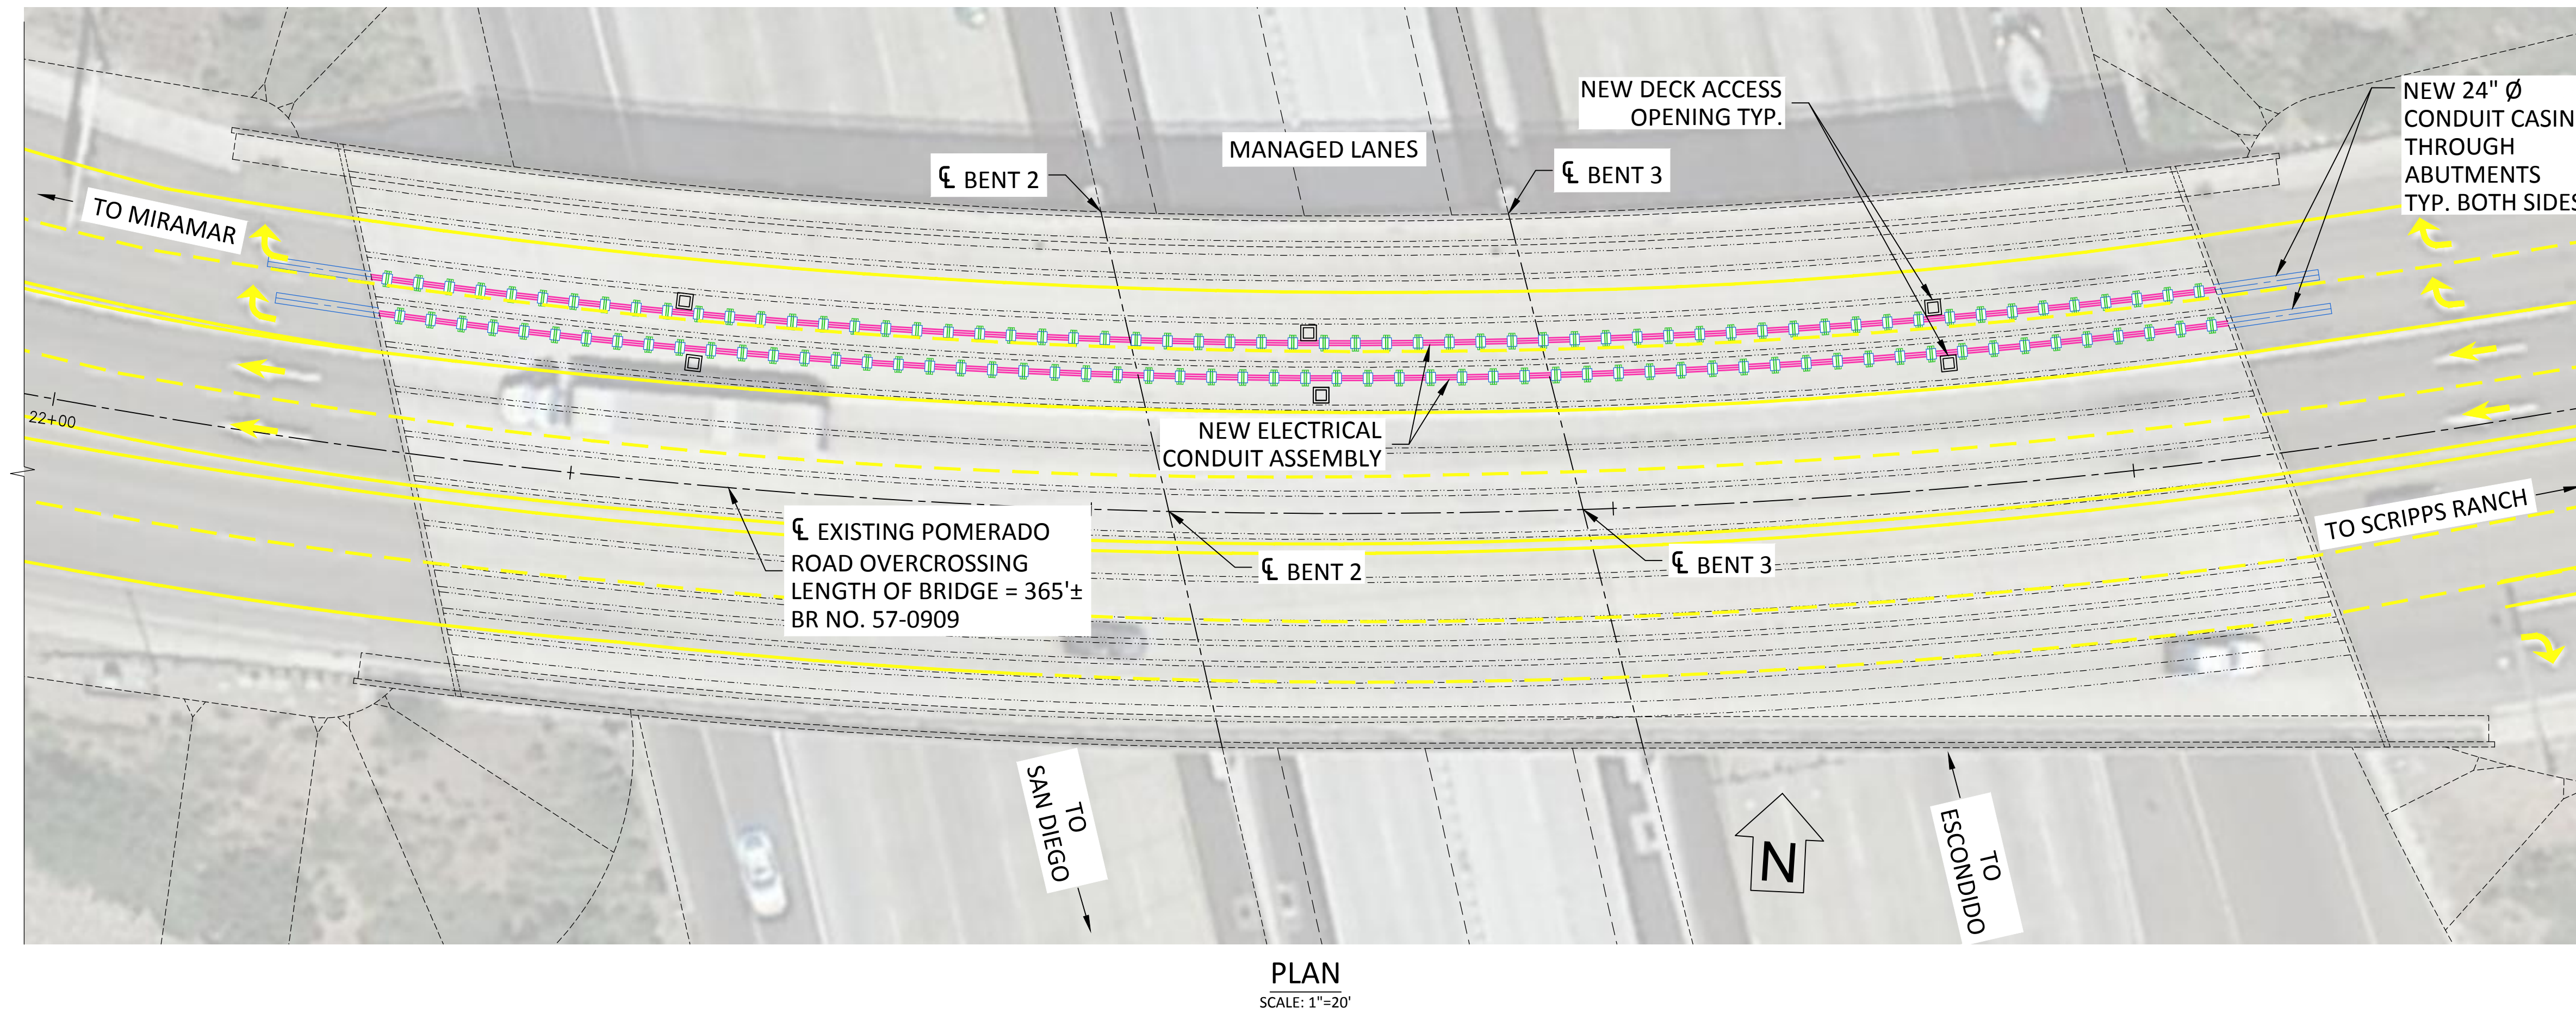 NEW DECK ACCESS
OPENING TYP.
NEW 24" Ø
CONDUIT CASIN
THROUGH
ABUTMENTS
TYP. BOTH SIDES
MANAGED LANES
℄ BENT 2
℄ BENT 3
TO MIRAMAR
22+00
NEW ELECTRICAL
CONDUIT ASSEMBLY
℄ EXISTING POMERADO
ROAD OVERCROSSING
LENGTH OF BRIDGE = 365'±
BR NO. 57-0909
℄ BENT 2
℄ BENT 3
TO SCRIPPS RANCH
TO
SAN DIEGO
N
TO
ESCONDIDO
PLAN
SCALE: 1"=20'